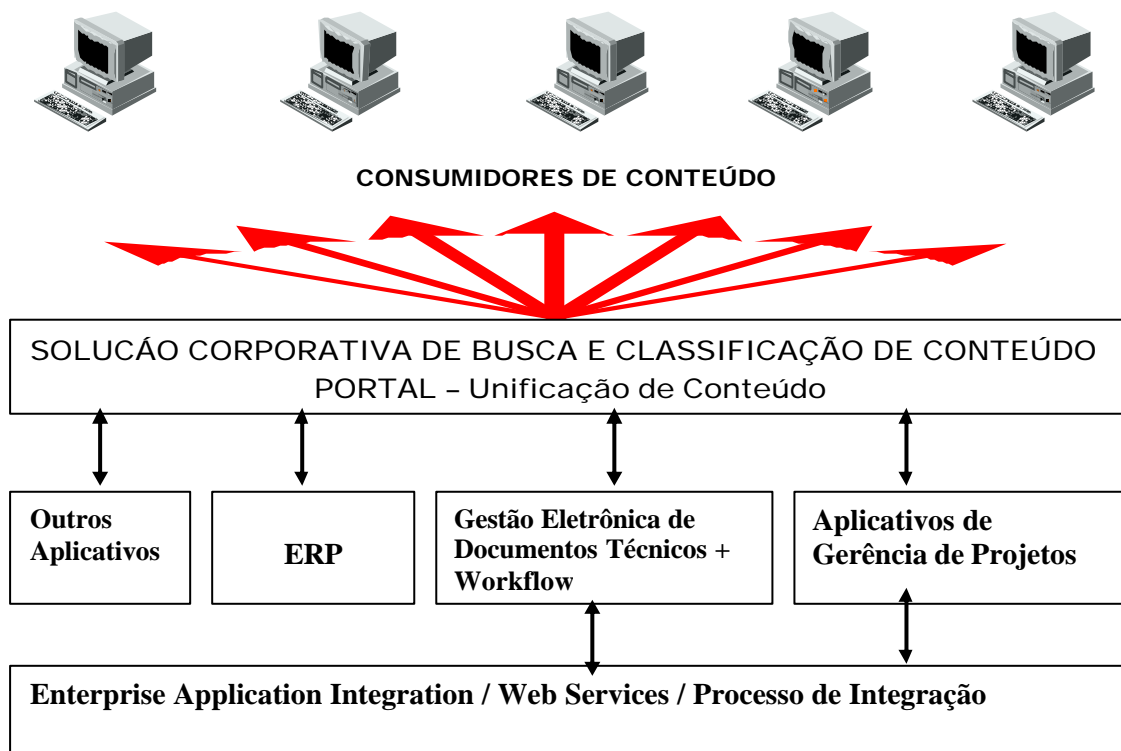 CONSUMIDORES DE CONTEÚDO
SOLUCÁO CORPORATIVA DE BUSCA E CLASSIFICAÇÃO DE CONTEÚDO
PORTAL – Unificação de Conteúdo
Outros
Aplicativos
ERP
Gestão Eletrônica de
Documentos Técnicos +
Workflow
Aplicativos de
Gerência de Projetos
Enterprise Application Integration / Web Services / Processo de Integração